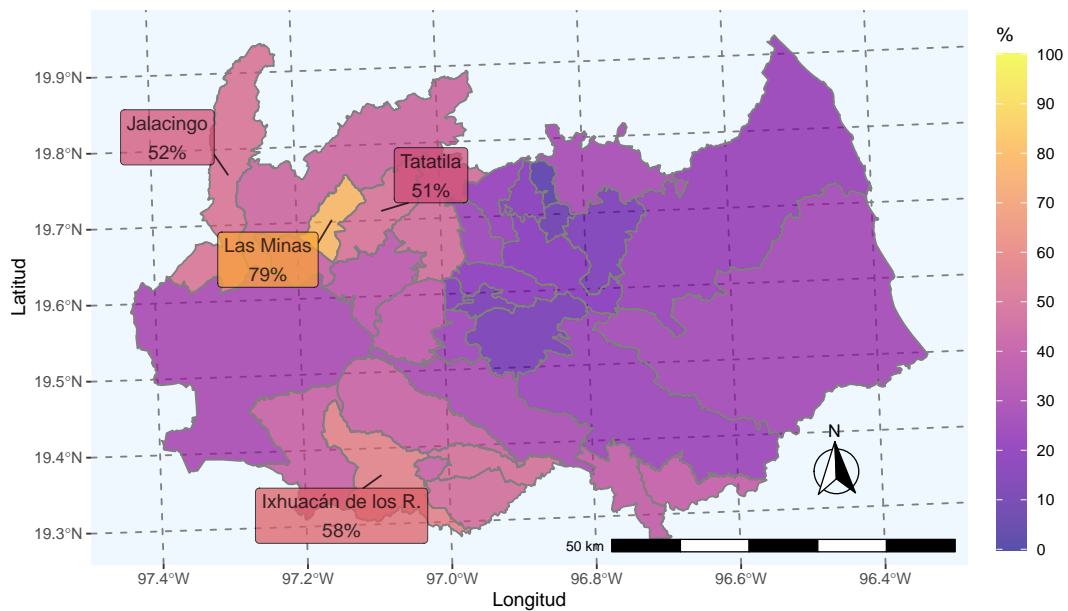 %
100
90
80
70
60
50
40
30
20
10
0
Latitud
19.9°N
19.8°N
19.7°N
19.6°N
19.5°N
19.4°N
19.3°N
Jalacingo
52%
Tatatila
51%
Las Minas
79%
Ixhuacán de los R.
58%
N
50 km
97.4°W
97.2°W
97.0°W
96.8°W
96.6°W
96.4°W
Longitud